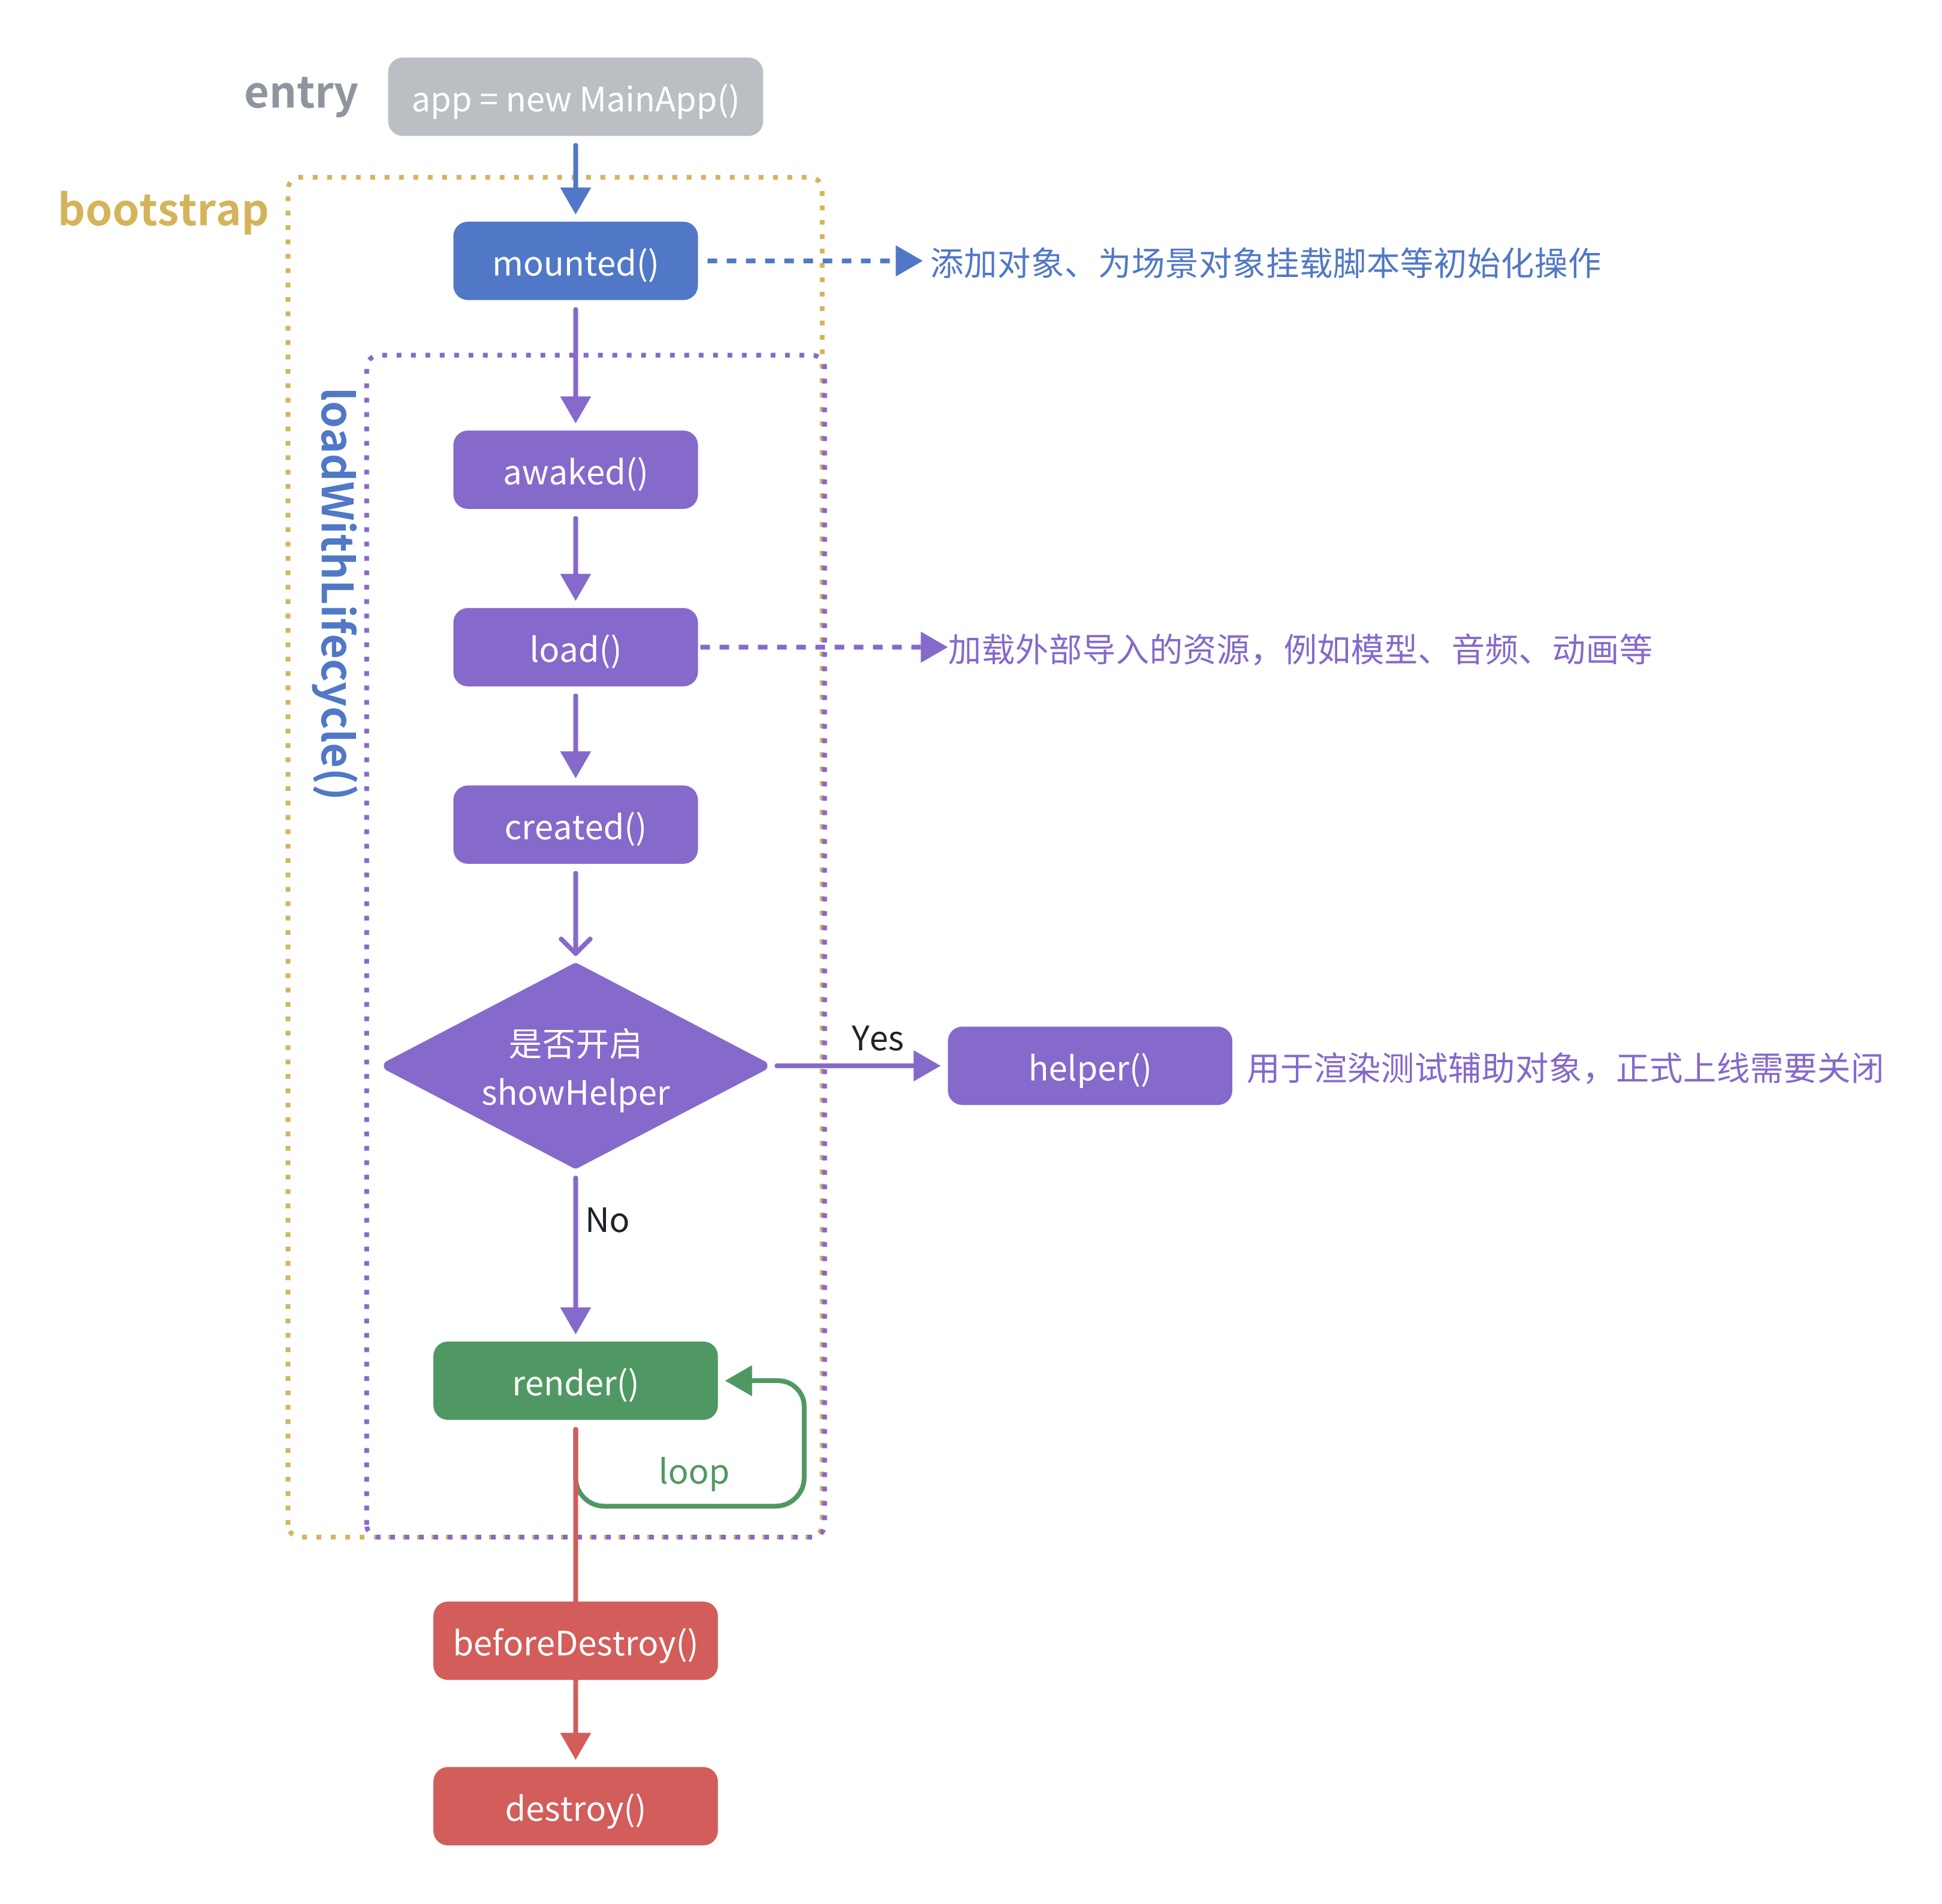 entry
app = new MainApp()
bootstrap
mounted()
添加对象、为场景对象挂载脚本等初始化操作
loadWithLifecycle()
awaked()
load()
加载外部导入的资源，例如模型、音频、动画等
created()
是否开启
showHelper
Yes
helper()
用于渲染测试辅助对象，正式上线需要关闭
No
render()
loop
beforeDestroy()
destroy()